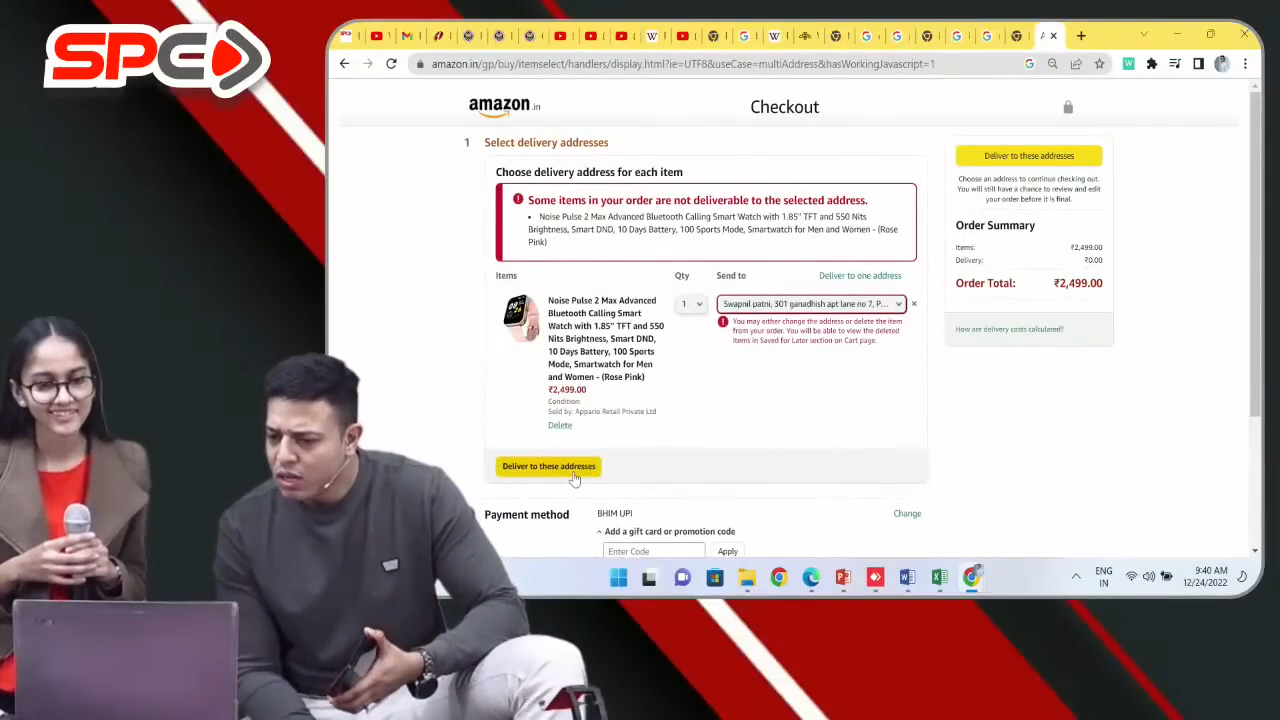 SPE
amazon.in/gp/buy/itemselect/handlers/display.html?ie=UTF8&useCase=multiAddress&hasWorkingJavascript=1
amazon.in
Checkout
1 Select delivery addresses
Choose delivery address for each item
Some items in your order are not deliverable to the selected address.
• Noise Pulse 2 Max Advanced Bluetooth Calling Smart Watch with 1.85" TFT and 550 Nits
Brightness, Smart DND, 10 Days Battery, 100 Sports Mode, Smartwatch for Men and Women - (Rose
Pink)
Items Qty Send to Deliver to one address
Noise Pulse 2 Max Advanced
Bluetooth Calling Smart
Watch with 1.85" TFT and 550
Nits Brightness, Smart DND,
10 Days Battery, 100 Sports
Mode, Smartwatch for Men
and Women - (Rose Pink)
₹2,499.00
Condition:
Sold by: Appario Retail Private Ltd
Delete
1
Swapnil patni, 301 ganadhish apt lane no 7, P...
You may either change the address or delete the item
from your order. You will be able to view the deleted
items in Saved for Later section on Cart page.
Deliver to these addresses
Payment method BHIM UPI Change
Add a gift card or promotion code
Enter Code Apply
Deliver to these addresses
Choose an address to continue checking out.
You will still have a chance to review and edit
your order before it is final.
Order Summary
Items: ₹2,499.00
Delivery: ₹0.00
Order Total: ₹2,499.00
How are delivery costs calculated?
ENG
IN
9:40 AM
12/24/2022